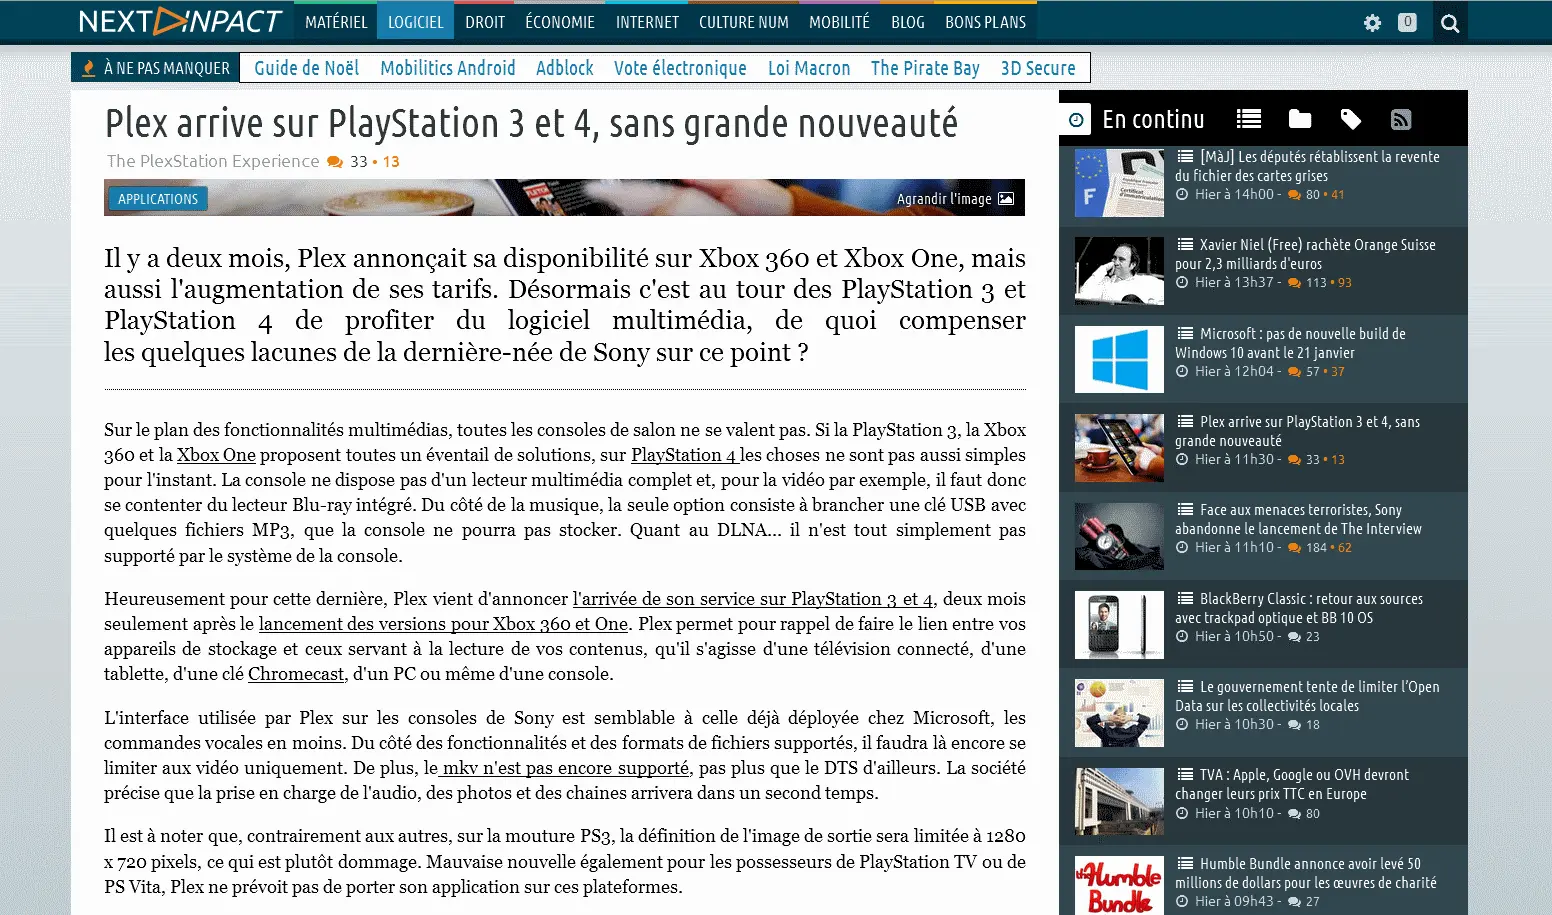 NEXT INPACT
MATÉRIEL LOGICIEL DROIT ÉCONOMIE INTERNET CULTURE NUM MOBILITÉ BLOG BONS PLANS
0
À NE PAS MANQUER Guide de Noël Mobilitics Android Adblock Vote électronique Loi Macron The Pirate Bay 3D Secure
Plex arrive sur PlayStation 3 et 4, sans grande nouveauté
The PlexStation Experience 33 • 13
APPLICATIONS
Agrandir l'image
Il y a deux mois, Plex annonçait sa disponibilité sur Xbox 360 et Xbox One, mais
aussi l'augmentation de ses tarifs. Désormais c'est au tour des PlayStation 3 et
PlayStation 4 de profiter du logiciel multimédia, de quoi compenser
les quelques lacunes de la dernière-née de Sony sur ce point ?
Sur le plan des fonctionnalités multimédias, toutes les consoles de salon ne se valent pas. Si la PlayStation 3, la Xbox
360 et la Xbox One proposent toutes un éventail de solutions, sur PlayStation 4 les choses ne sont pas aussi simples
pour l'instant. La console ne dispose pas d'un lecteur multimédia complet et, pour la vidéo par exemple, il faut donc
se contenter du lecteur Blu-ray intégré. Du côté de la musique, la seule option consiste à brancher une clé USB avec
quelques fichiers MP3, que la console ne pourra pas stocker. Quant au DLNA... il n'est tout simplement pas
supporté par le système de la console.
Heureusement pour cette dernière, Plex vient d'annoncer l'arrivée de son service sur PlayStation 3 et 4, deux mois
seulement après le lancement des versions pour Xbox 360 et One. Plex permet pour rappel de faire le lien entre vos
appareils de stockage et ceux servant à la lecture de vos contenus, qu'il s'agisse d'une télévision connecté, d'une
tablette, d'une clé Chromecast, d'un PC ou même d'une console.
L'interface utilisée par Plex sur les consoles de Sony est semblable à celle déjà déployée chez Microsoft, les
commandes vocales en moins. Du côté des fonctionnalités et des formats de fichiers supportés, il faudra là encore se
limiter aux vidéo uniquement. De plus, le mkv n'est pas encore supporté, pas plus que le DTS d'ailleurs. La société
précise que la prise en charge de l'audio, des photos et des chaines arrivera dans un second temps.
Il est à noter que, contrairement aux autres, sur la mouture PS3, la définition de l'image de sortie sera limitée à 1280
x 720 pixels, ce qui est plutôt dommage. Mauvaise nouvelle également pour les possesseurs de PlayStation TV ou de
PS Vita, Plex ne prévoit pas de porter son application sur ces plateformes.
En continu
[MàJ] Les députés rétablissent la revente
du fichier des cartes grises
Hier à 14h00 - 80 • 41
Xavier Niel (Free) rachète Orange Suisse
pour 2,3 milliards d'euros
Hier à 13h37 - 113 • 93
Microsoft : pas de nouvelle build de
Windows 10 avant le 21 janvier
Hier à 12h04 - 57 • 37
Plex arrive sur PlayStation 3 et 4, sans
grande nouveauté
Hier à 11h30 - 33 • 13
Face aux menaces terroristes, Sony
abandonne le lancement de The Interview
Hier à 11h10 - 184 • 62
BlackBerry Classic : retour aux sources
avec trackpad optique et BB 10 OS
Hier à 10h50 - 23
Le gouvernement tente de limiter l'Open
Data sur les collectivités locales
Hier à 10h30 - 18
TVA : Apple, Google ou OVH devront
changer leurs prix TTC en Europe
Hier à 10h10 - 80
the Humble
Bundle
Humble Bundle annonce avoir levé 50
millions de dollars pour les œuvres de charité
Hier à 09h43 - 27